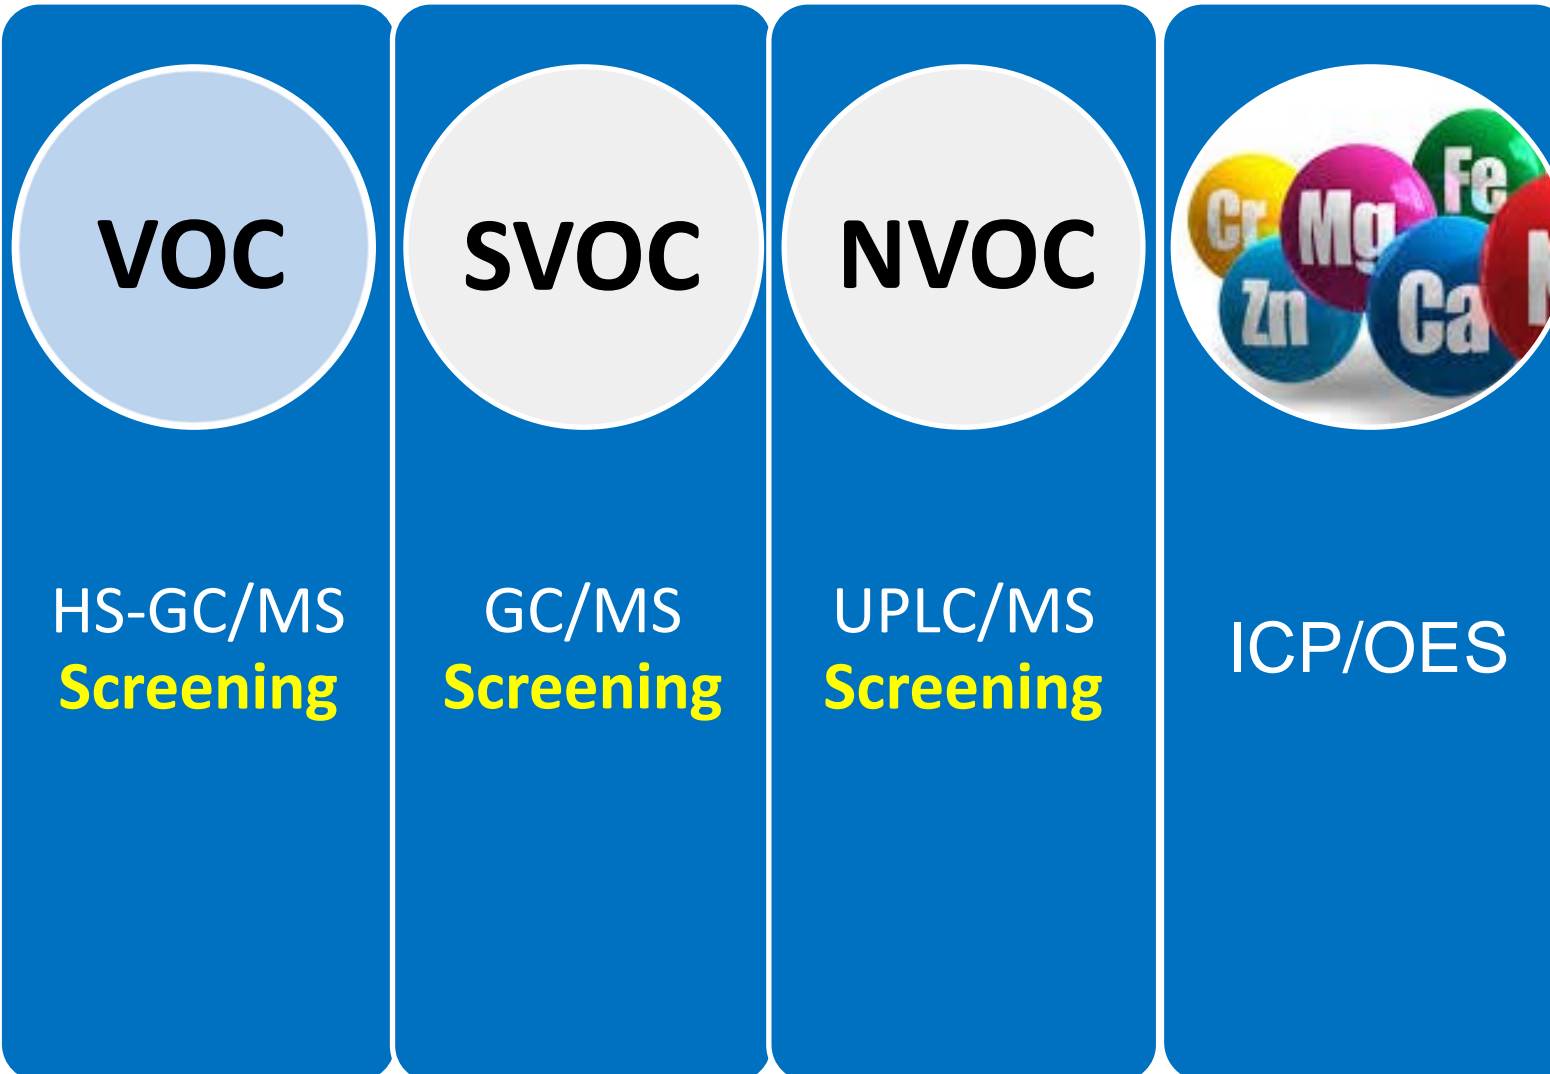 VOC
HS-GC/MS
Screening
SVOC
GC/MS
Screening
NVOC
UPLC/MS
Screening
Cr
Mg
Fe
Zn
Ca
ICP/OES